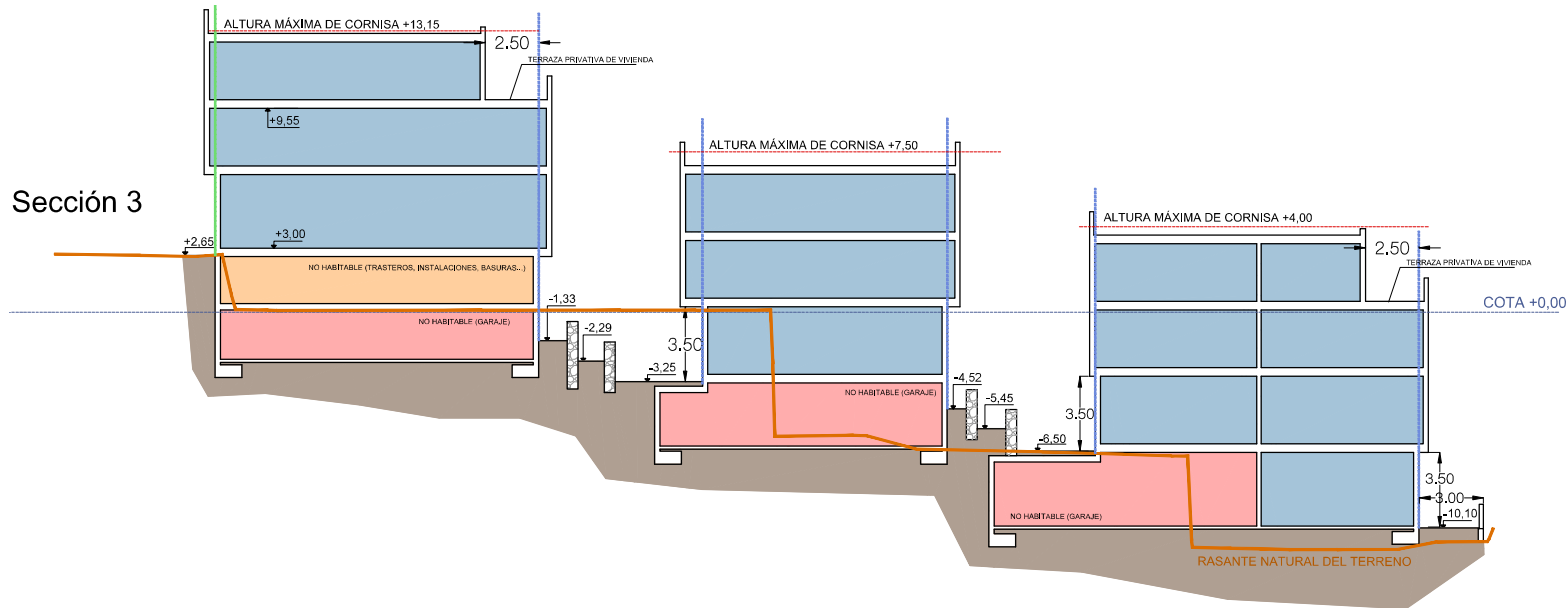 ALTURA MÁXIMA DE CORNISA +13,15
2.50
TERRAZA PRIVATIVA DE VIVIENDA
+9,55
ALTURA MÁXIMA DE CORNISA +7,50
Sección 3
ALTURA MÁXIMA DE CORNISA +4,00
+2,65
+3,00
2.50
TERRAZA PRIVATIVA DE VIVIENDA
NO HABITABLE (TRASTEROS, INSTALACIONES, BASURAS...)
COTA +0,00
-1,33
NO HABITABLE (GARAJE)
-2,29
3.50
-3,25
NO HABITABLE (GARAJE)
-4,52
-5,45
3.50
-6,50
3.50
3.00
NO HABITABLE (GARAJE)
-10,10
RASANTE NATURAL DEL TERRENO